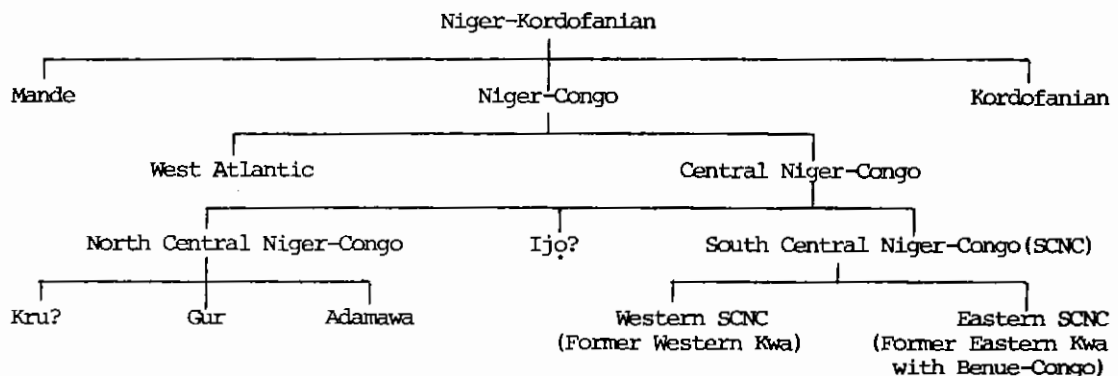 Niger-Kordofanian
Mande Niger-Congo Kordofanian
West Atlantic Central Niger-Congo
North Central Niger-Congo Ijọ? South Central Niger-Congo(SCNC)
Kru? Gur Adamawa Western SCNC Eastern SCNC
(Former Western Kwa) (Former Eastern Kwa
with Benue-Congo)